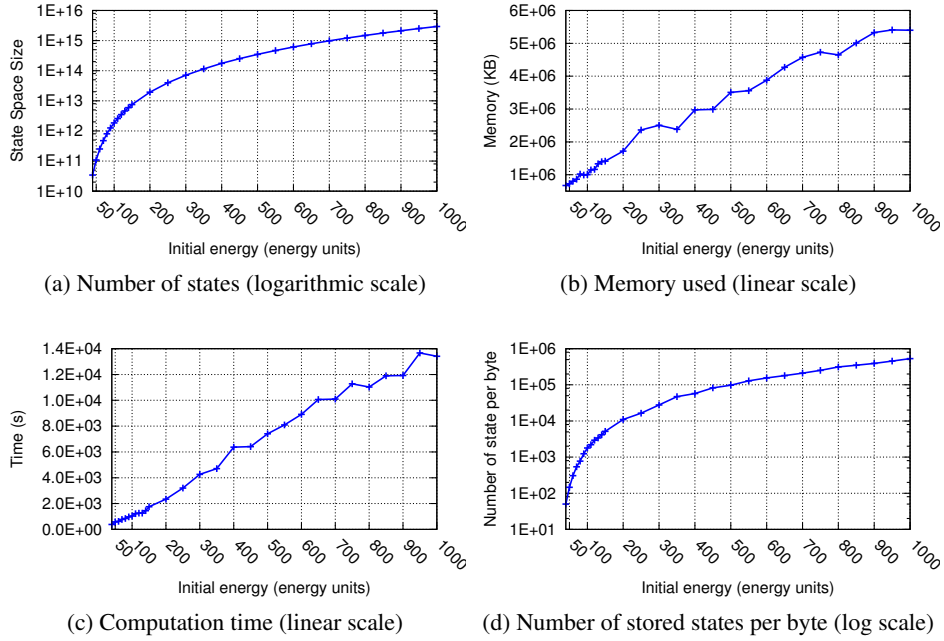 1E+16
1E+15
1E+14
1E+13
1E+12
1E+11
1E+10
State Space Size
50
100
200
300
400
500
600
700
800
900
1000
Initial energy (energy units)
(a) Number of states (logarithmic scale)
6E+06
5E+06
4E+06
3E+06
2E+06
1E+06
Memory (KB)
50
100
200
300
400
500
600
700
800
900
1000
Initial energy (energy units)
(b) Memory used (linear scale)
1.4E+04
1.2E+04
1.0E+04
8.0E+03
6.0E+03
4.0E+03
2.0E+03
0.0E+00
Time (s)
50
100
200
300
400
500
600
700
800
900
1000
Initial energy (energy units)
(c) Computation time (linear scale)
1E+06
1E+05
1E+04
1E+03
1E+02
1E+01
Number of state per byte
50
100
200
300
400
500
600
700
800
900
1000
Initial energy (energy units)
(d) Number of stored states per byte (log scale)